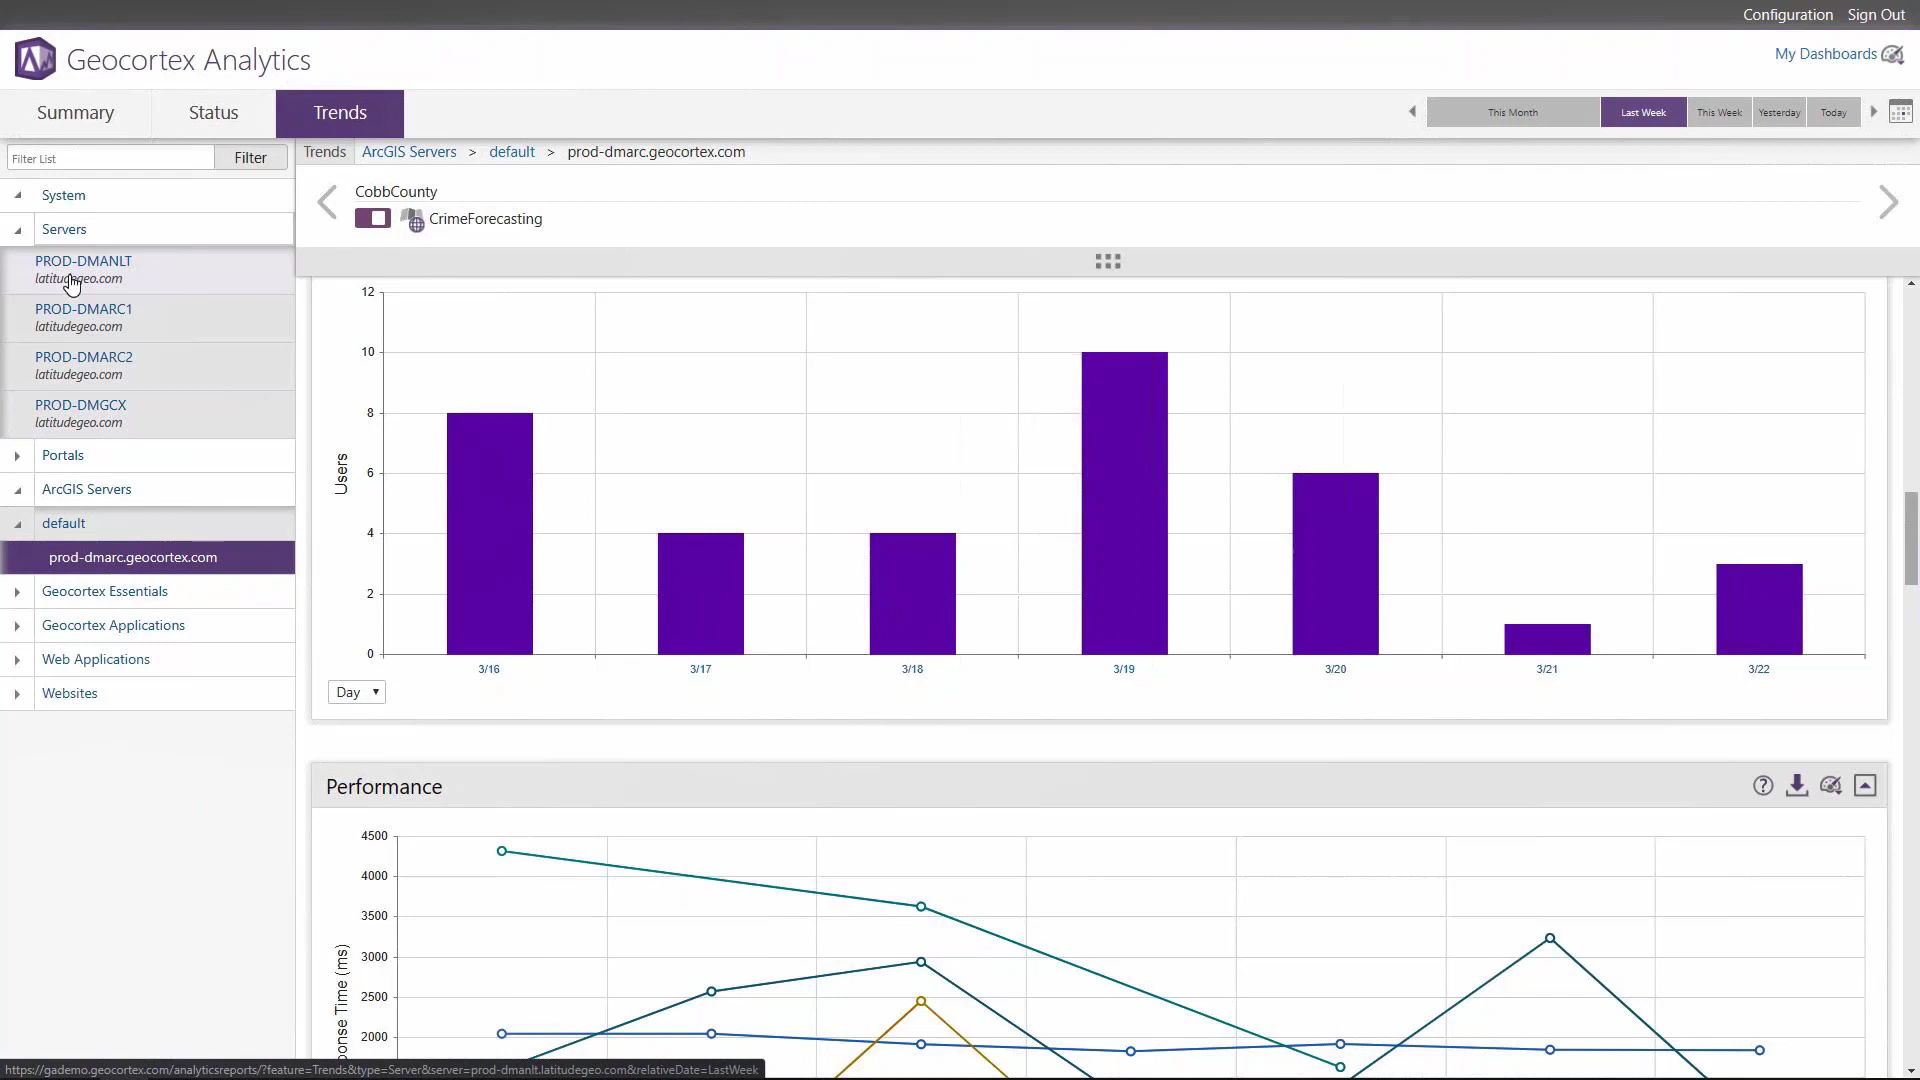 Configuration Sign Out
Geocortex Analytics
My Dashboards
Summary Status Trends
This Month Last Week This Week Yesterday Today
Filter List Filter
Trends ArcGIS Servers > default > prod-dmarc.geocortex.com
System
Servers
PROD-DMANLT
latitudegeo.com
PROD-DMARC1
latitudegeo.com
PROD-DMARC2
latitudegeo.com
PROD-DMGCX
latitudegeo.com
Portals
ArcGIS Servers
default
prod-dmarc.geocortex.com
Geocortex Essentials
Geocortex Applications
Web Applications
Websites
CobbCounty
CrimeForecasting
12
10
8
6
4
2
0
Users
3/16 3/17 3/18 3/19 3/20 3/21 3/22
Day
Performance
4500
4000
3500
3000
2500
2000
Time (ms)
https://gademo.geocortex.com/analyticsreports/?feature=Trends&type=Server&server=prod-dmanlt.latitudegeo.com&relativeDate=LastWeek